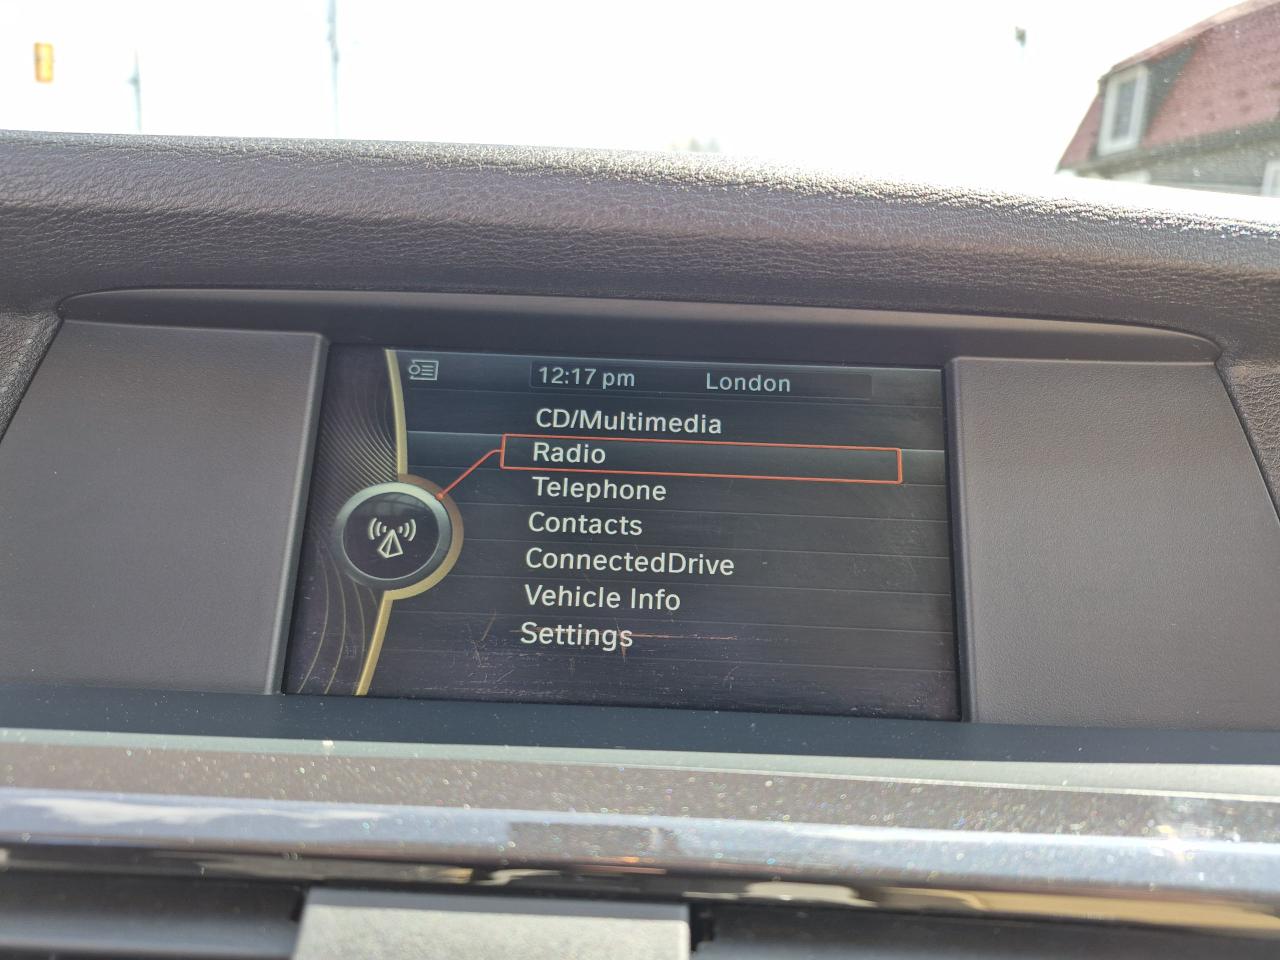 12:17 pm London
CD/Multimedia
Radio
Telephone
Contacts
ConnectedDrive
Vehicle Info
Settings